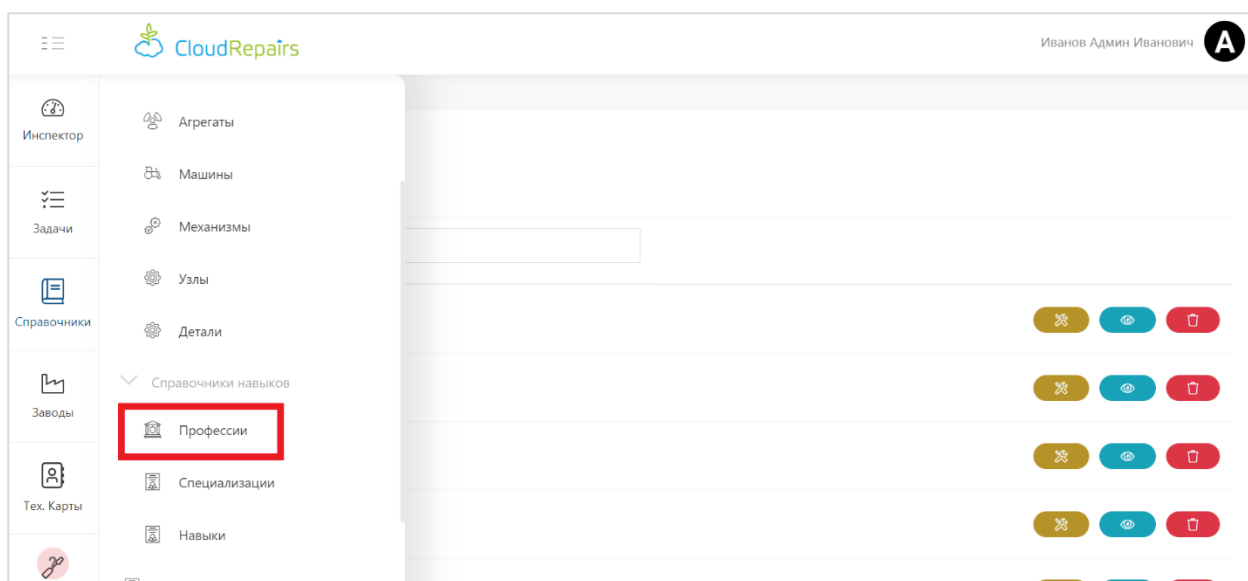 CloudRepairs
Иванов Админ Иванович
A
Инспектор
Задачи
Справочники
Заводы
Тех. Карты
Агрегаты
Машины
Механизмы
Узлы
Детали
Справочники навыков
Профессии
Специализации
Навыки